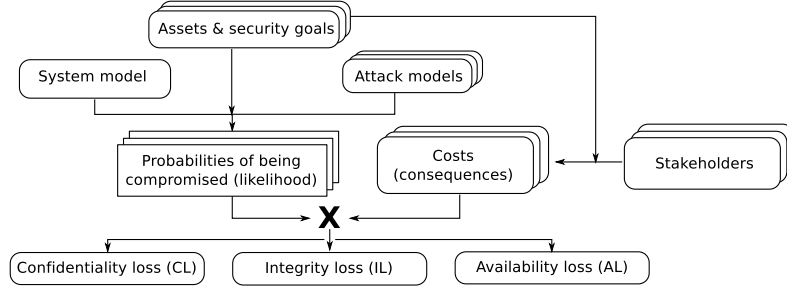 Assets & security goals
System model
Attack models
Probabilities of being
compromised (likelihood)
Costs
(consequences)
Stakeholders
X
Confidentiality loss (CL)
Integrity loss (IL)
Availability loss (AL)